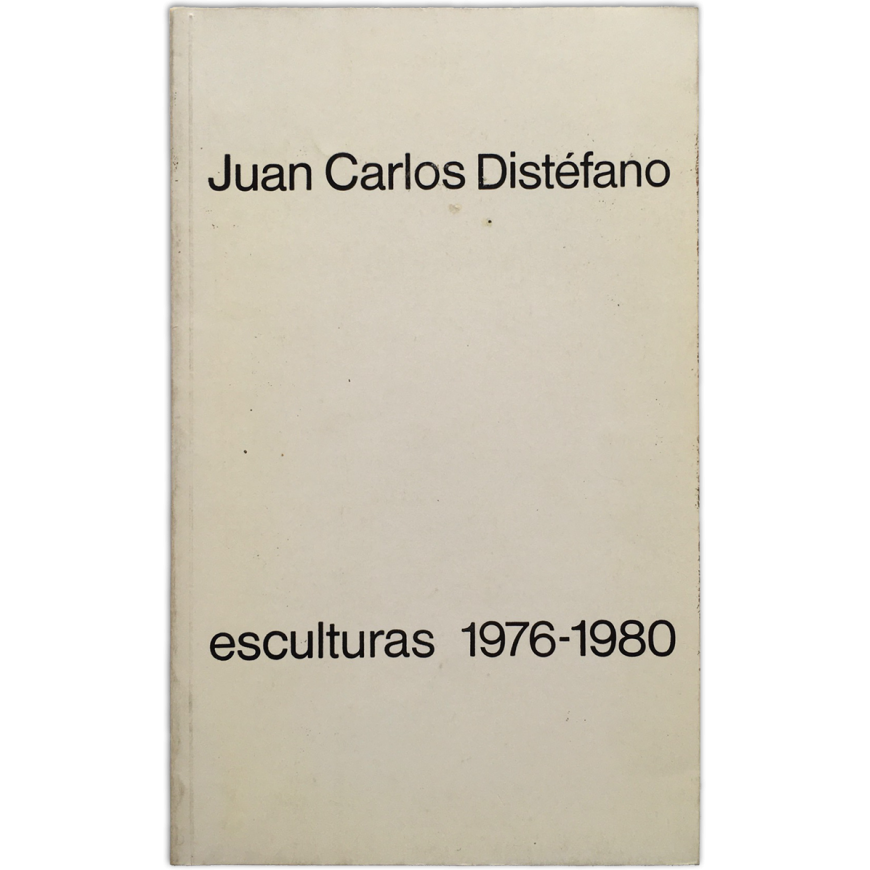 Juan Carlos Distéfano
esculturas 1976-1980